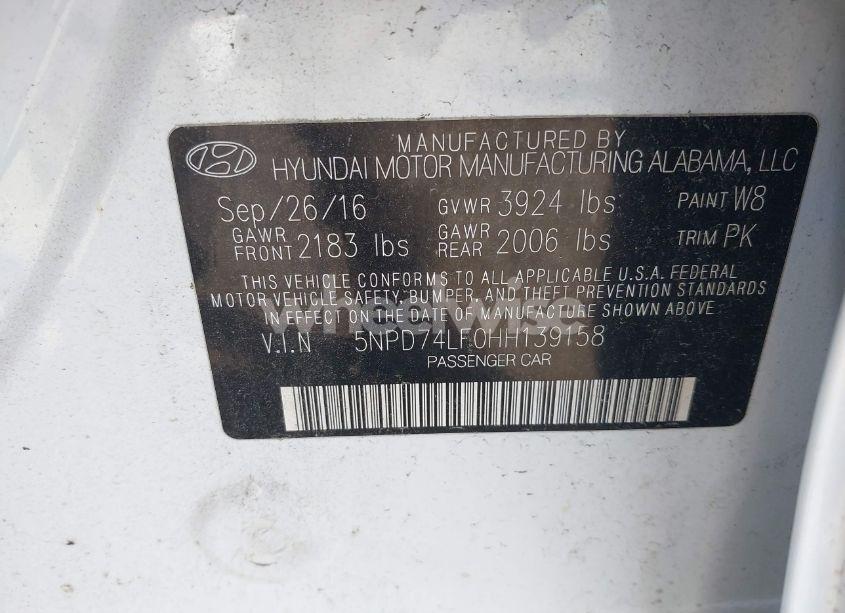 MANUFACTURED BY
HYUNDAI MOTOR MANUFACTURING ALABAMA, LLC
Sep/26/16 GVWR 3924 lbs PAINT W8
GAWR FRONT 2183 lbs GAWR REAR 2006 lbs TRIM PK
THIS VEHICLE CONFORMS TO ALL APPLICABLE U.S.A. FEDERAL
MOTOR VEHICLE SAFETY, BUMPER, AND THEFT PREVENTION STANDARDS
IN EFFECT ON THE DATE OF MANUFACTURE SHOWN ABOVE
wheelwise
V.I.N 5NPD74LF0HH139158
PASSENGER CAR